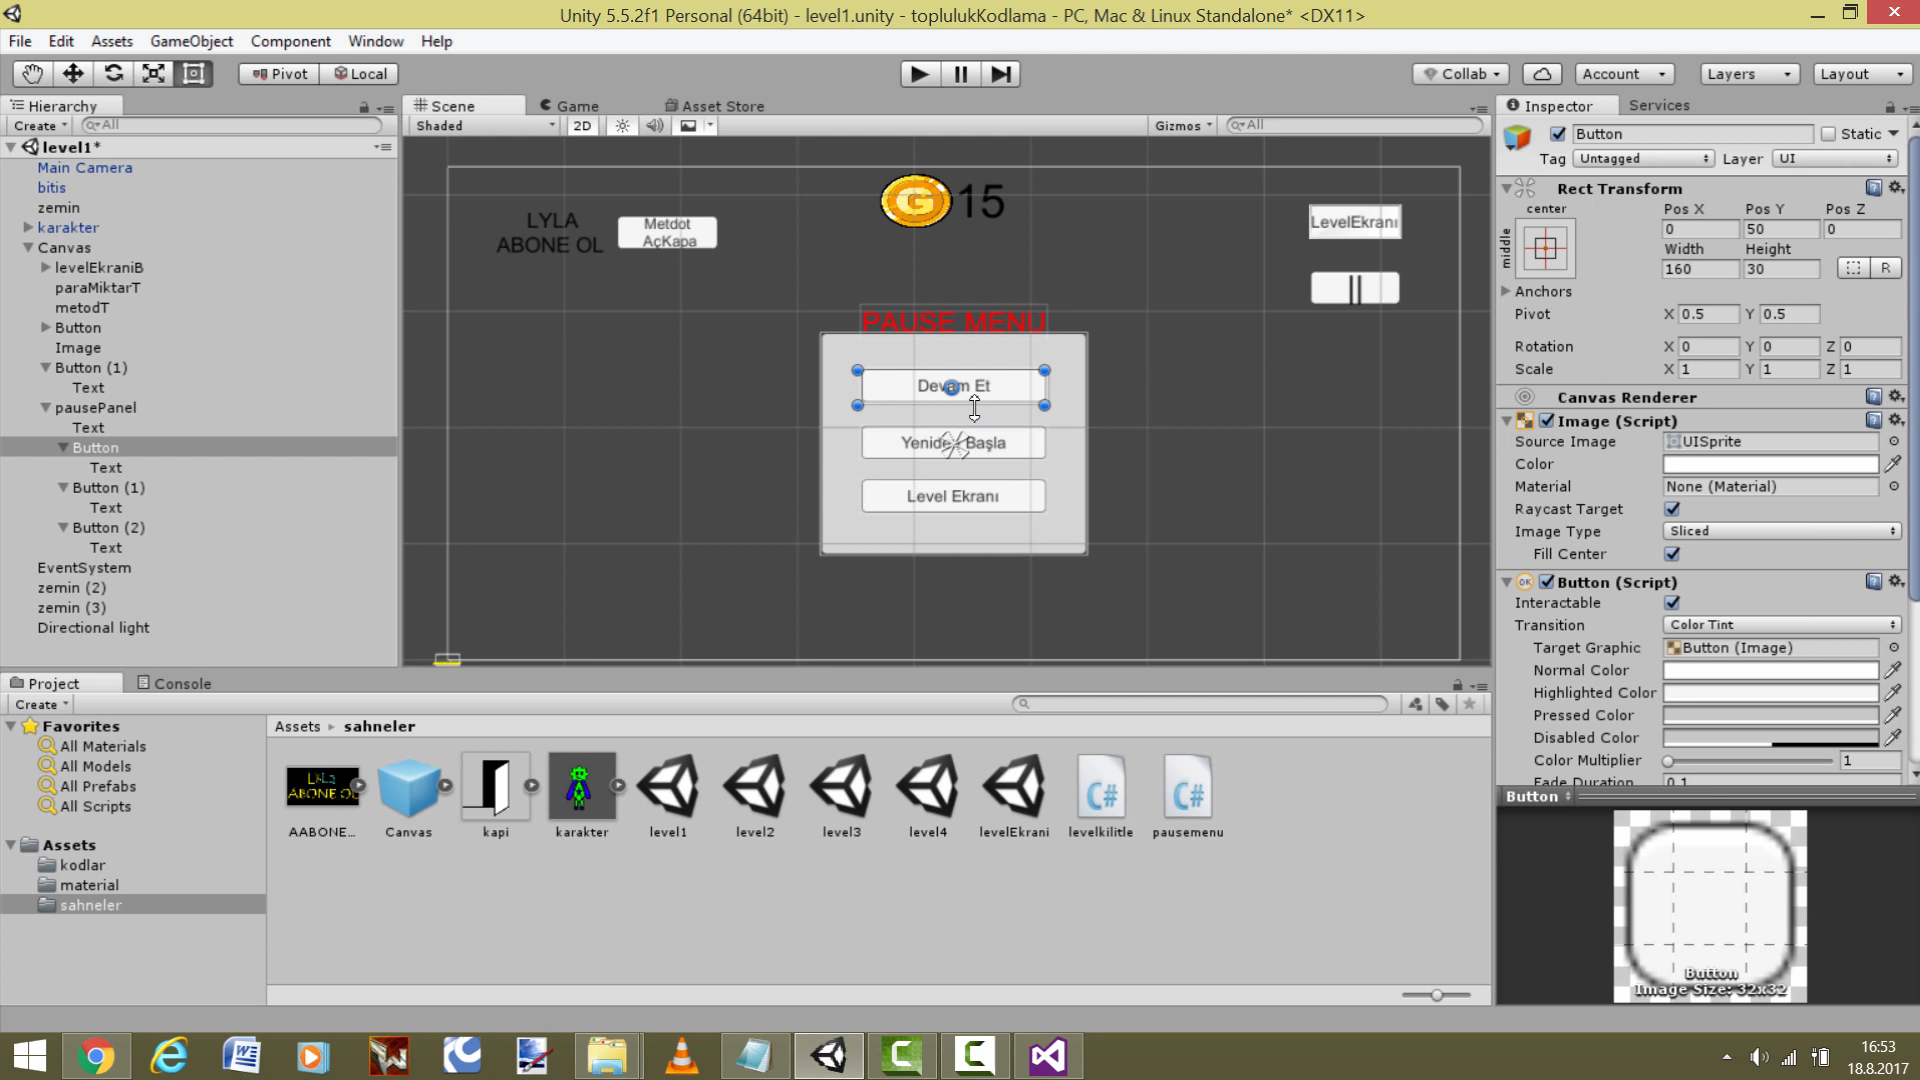 Unity 5.5.2f1 Personal (64bit) - level1.unity - toplulukKodlama - PC, Mac & Linux Standalone* <DX11>
File Edit Assets GameObject Component Window Help
Pivot Local
Collab Account Layers Layout
Hierarchy
Create All
level1*
Main Camera
bitis
zemin
karakter
Canvas
levelEkraniB
paraMiktarT
metodT
Button
Image
Button (1)
Text
pausePanel
Text
Button
Text
Button (1)
Text
Button (2)
Text
EventSystem
zemin (2)
zemin (3)
Directional light
Scene Game Asset Store
Shaded 2D Gizmos All
G 15
LYLA
ABONE OL
Metdot
AçKapa
LevelEkranı
||
PAUSE MENU
Devam Et
Level Ekranı
Inspector Services
Button Static
Tag Untagged Layer UI
Rect Transform
center
middle
Pos X Pos Y Pos Z
0 50 0
Width Height
160 30
R
Anchors
Pivot X 0.5 Y 0.5
Rotation X 0 Y 0 Z 0
Scale X 1 Y 1 Z 1
Canvas Renderer
Image (Script)
Source Image UISprite
Color
Material None (Material)
Raycast Target
Image Type Sliced
Fill Center
OK Button (Script)
Interactable
Transition Color Tint
Target Graphic Button (Image)
Normal Color
Highlighted Color
Pressed Color
Disabled Color
Color Multiplier 1
Fade Duration 0.1
Button
Button
Image Size: 32x32
Project Console
Create
Favorites
All Materials
All Models
All Prefabs
All Scripts
Assets
kodlar
material
sahneler
Assets sahneler
LYLA
ABONE OL
C# C#
AABONE... Canvas kapi karakter level1 level2 level3 level4 levelEkrani levelkilitle pausemenu
16:53
18.8.2017